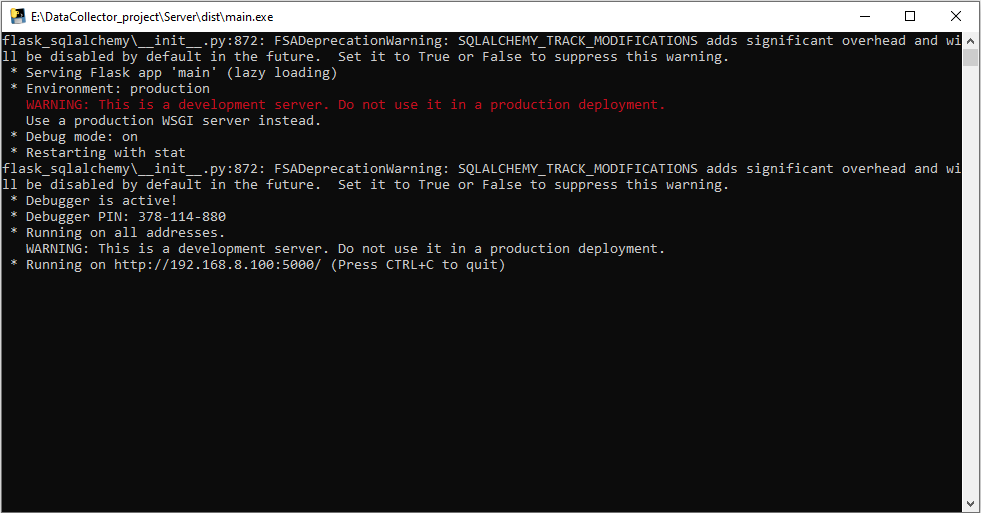 E:\DataCollector_project\Server\dist\main.exe
flask_sqlalchemy\__init__.py:872: FSADeprecationWarning: SQLALCHEMY_TRACK_MODIFICATIONS adds significant overhead and wi
ll be disabled by default in the future.  Set it to True or False to suppress this warning.
 * Serving Flask app 'main' (lazy loading)
 * Environment: production
   WARNING: This is a development server. Do not use it in a production deployment.
   Use a production WSGI server instead.
 * Debug mode: on
 * Restarting with stat
flask_sqlalchemy\__init__.py:872: FSADeprecationWarning: SQLALCHEMY_TRACK_MODIFICATIONS adds significant overhead and wi
ll be disabled by default in the future.  Set it to True or False to suppress this warning.
 * Debugger is active!
 * Debugger PIN: 378-114-880
 * Running on all addresses.
   WARNING: This is a development server. Do not use it in a production deployment.
 * Running on http://192.168.8.100:5000/ (Press CTRL+C to quit)